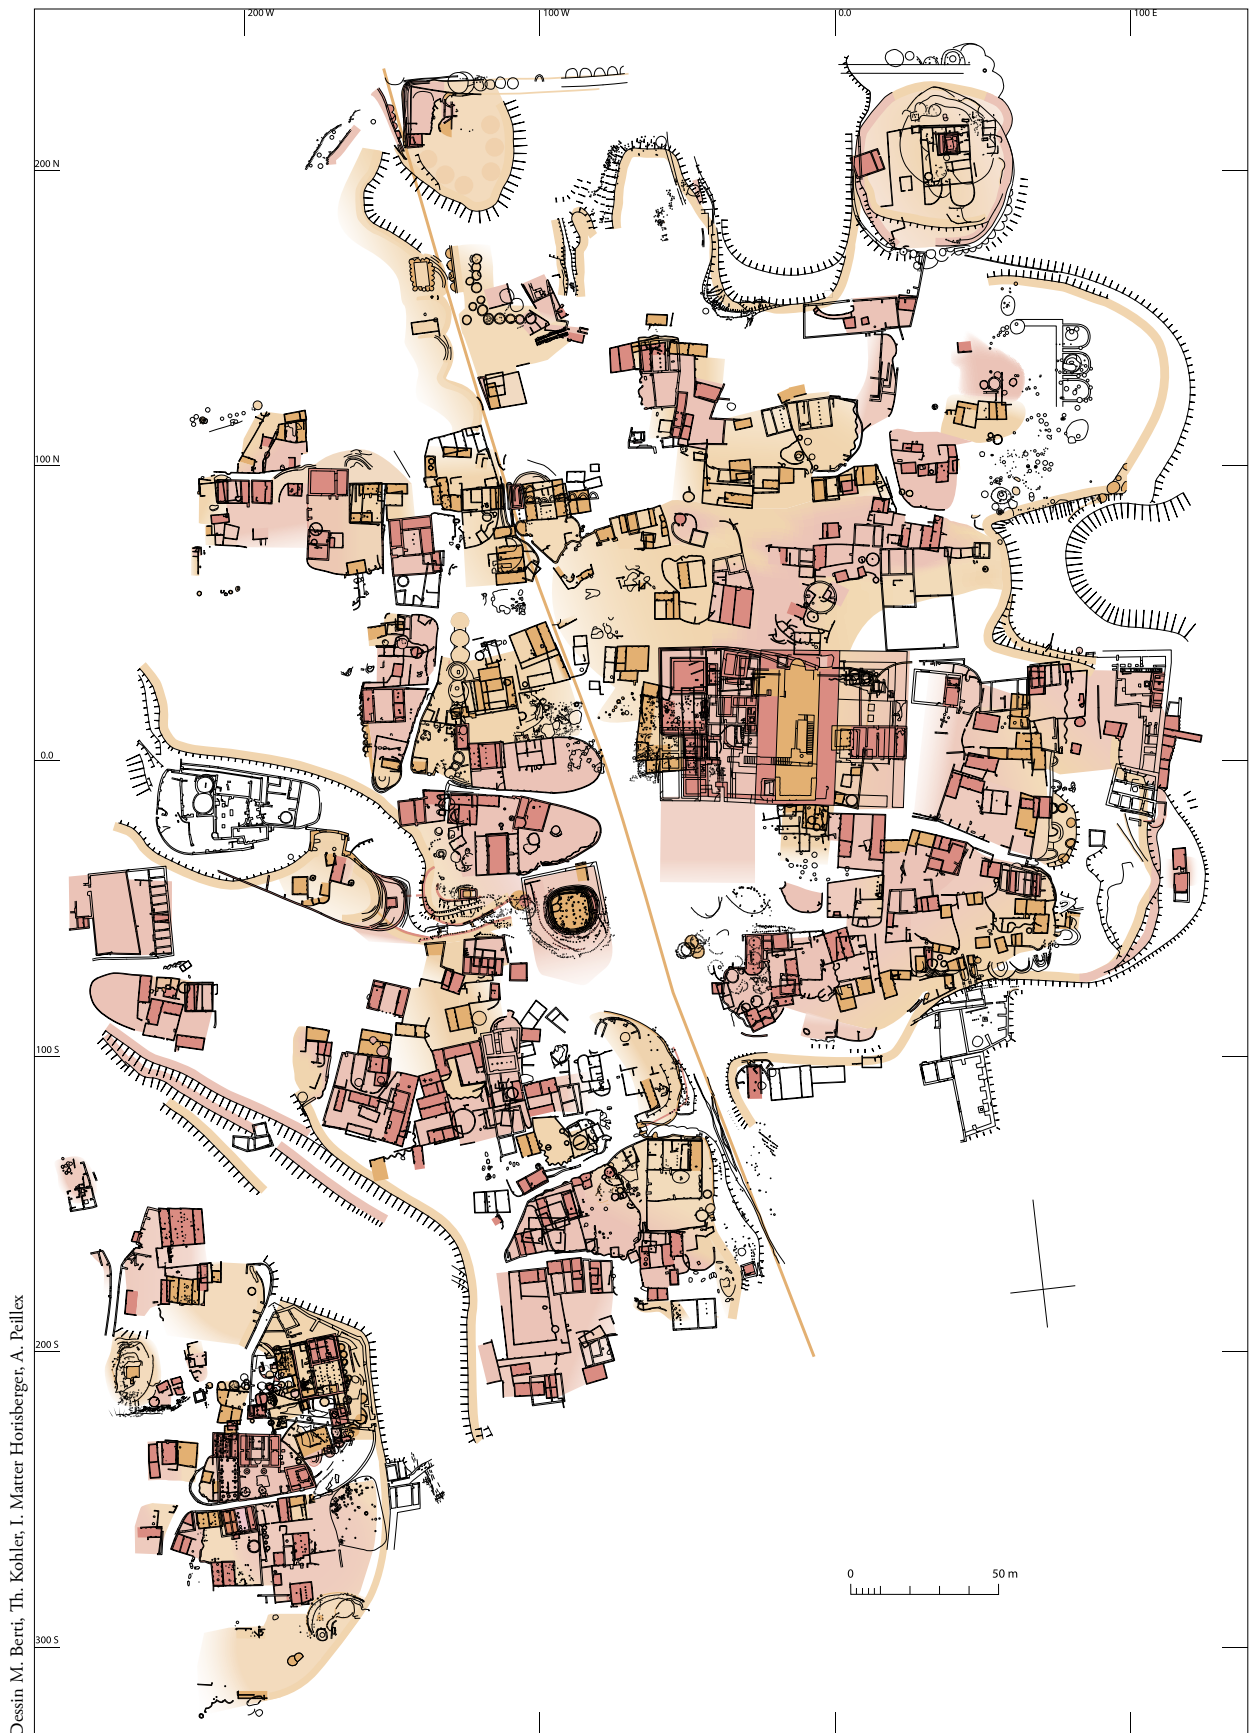 200 W
100 W
0.0
100 E
200 N
100 N
0.0
100 S
200 S
300 S
0
50 m
Dessin M. Berti, Th. Kohler, I. Matter Horisberger, A. Peillex